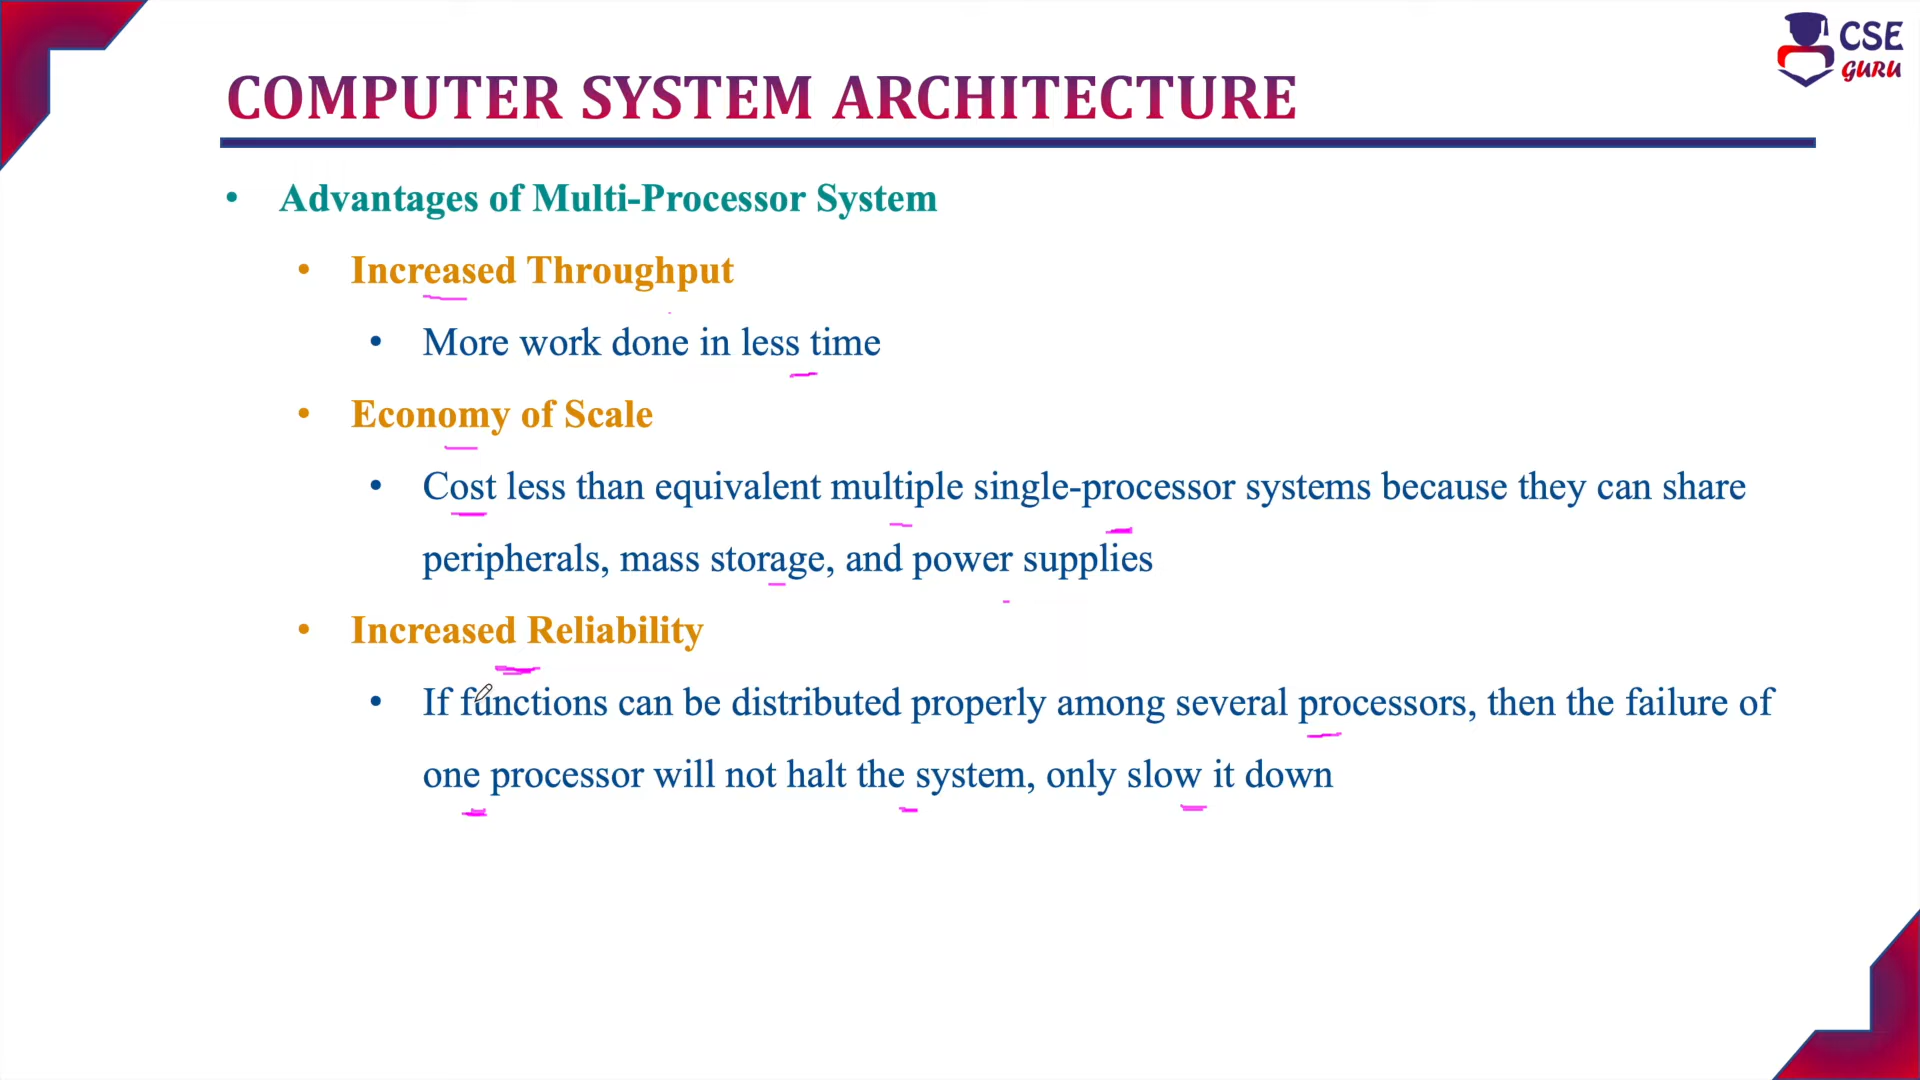 CSE
GURU
COMPUTER SYSTEM ARCHITECTURE
• Advantages of Multi-Processor System
• Increased Throughput
• More work done in less time
• Economy of Scale
• Cost less than equivalent multiple single-processor systems because they can share
peripherals, mass storage, and power supplies
• Increased Reliability
• If functions can be distributed properly among several processors, then the failure of
one processor will not halt the system, only slow it down